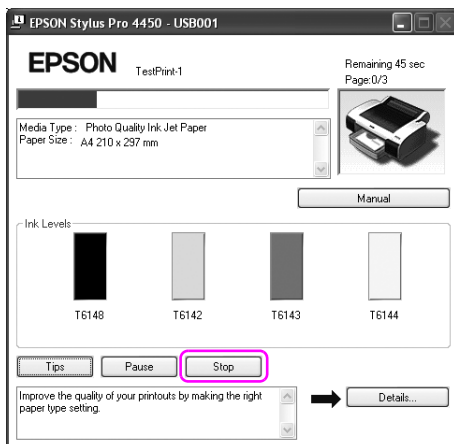 EPSON Stylus Pro 4450 - USB001
EPSON
TestPrint-1
Remaining 45 sec
Page:0/3
Media Type : Photo Quality Ink Jet Paper
Paper Size : A4 210 x 297 mm
Manual
Ink Levels
T6148 T6142 T6143 T6144
Tips Pause Stop
Improve the quality of your printouts by making the right
paper type setting.
Details...